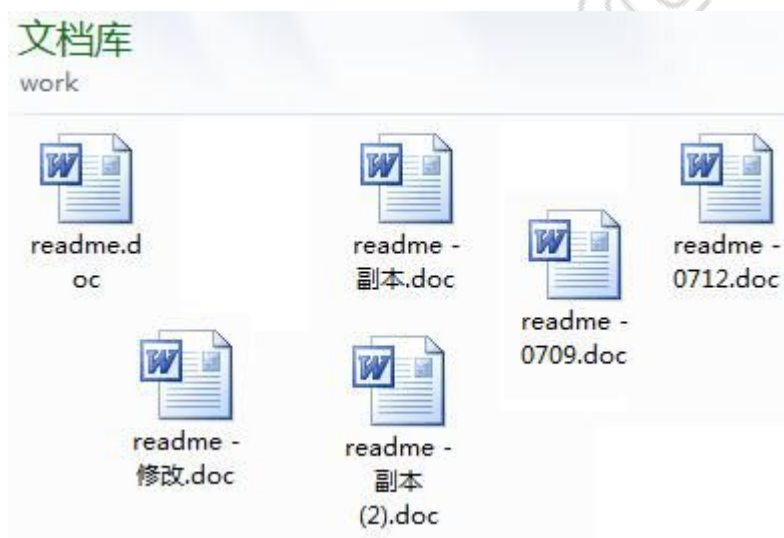 文档库
work
readme.d
oc
readme -
副本.doc
readme -
0709.doc
readme -
0712.doc
readme -
修改.doc
readme -
副本
(2).doc